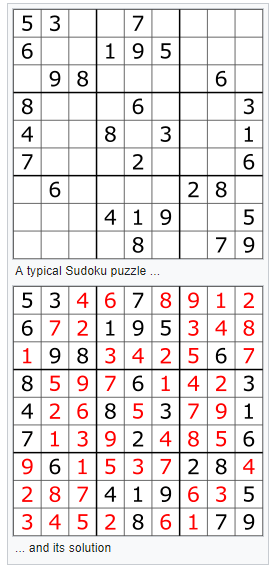 5 3 7
6 1 9 5
9 8 6
8 6 3
4 8 3 1
7 2 6
6 2 8
4 1 9 5
8 7 9
A typical Sudoku puzzle ...
5 3 4 6 7 8 9 1 2
6 7 2 1 9 5 3 4 8
1 9 8 3 4 2 5 6 7
8 5 9 7 6 1 4 2 3
4 2 6 8 5 3 7 9 1
7 1 3 9 2 4 8 5 6
9 6 1 5 3 7 2 8 4
2 8 7 4 1 9 6 3 5
3 4 5 2 8 6 1 7 9
... and its solution